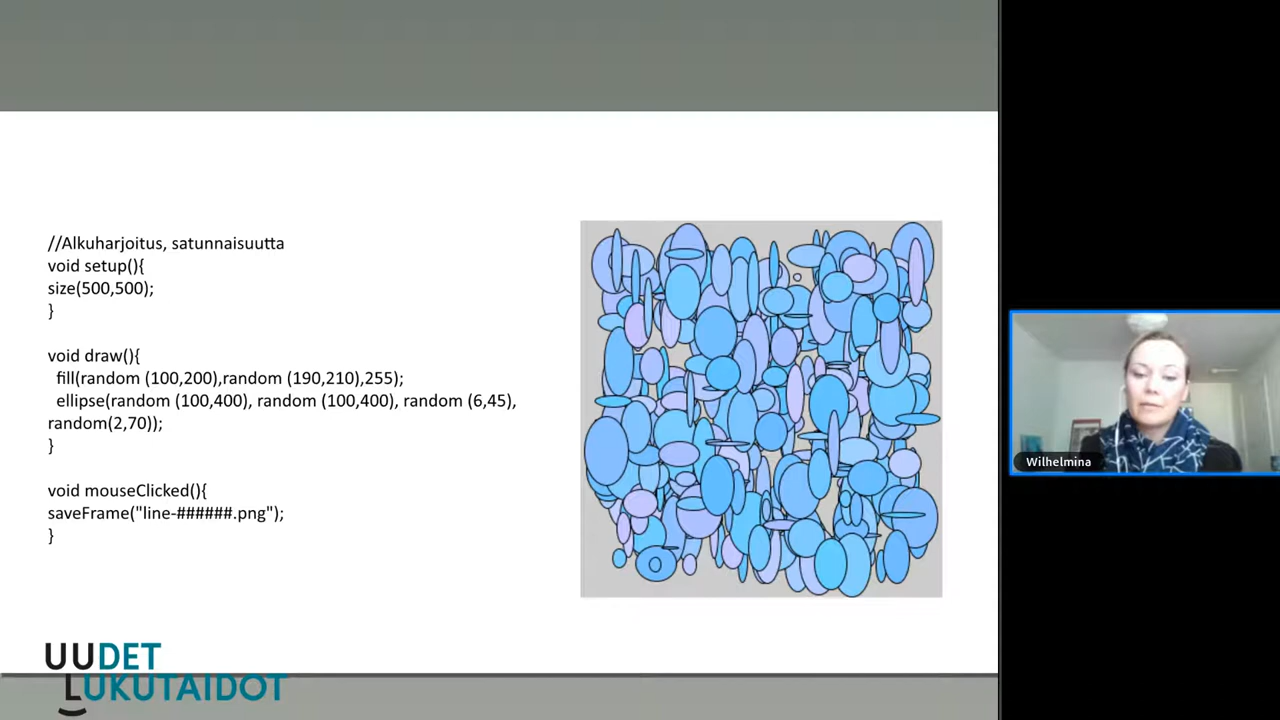 //Alkuharjoitus, satunnaisuutta
void setup(){
size(500,500);
}
void draw(){
fill(random (100,200),random (190,210),255);
ellipse(random (100,400), random (100,400), random (6,45),
random(2,70));
}
void mouseClicked(){
saveFrame("line-######.png");
}
UUDET
LUKUTAIDOT
Wilhelmina